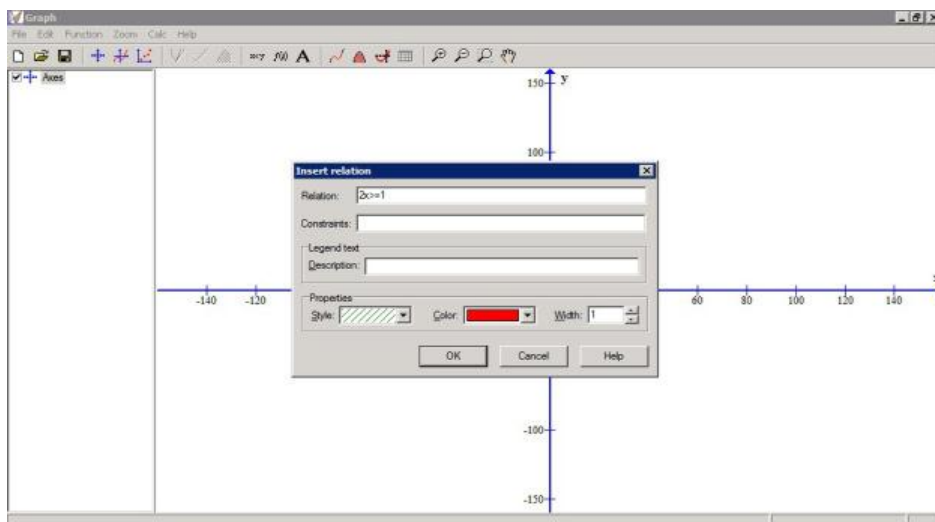 Graph
File Edit Function Zoom Calc Help
Axes
y
150
100
Insert relation
Relation: 2x>=1
Constraints:
Legend text
Description:
-140 -120 60 80 100 120 140
Properties
Style: Color: Width: 1
OK Cancel Help
-100
-150